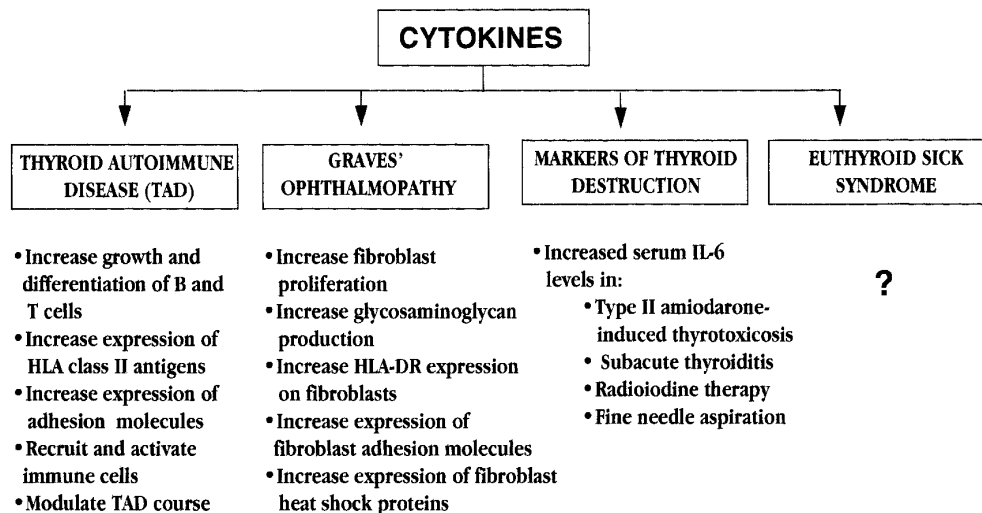 CYTOKINES
THYROID AUTOIMMUNE
DISEASE (TAD)
GRAVES'
OPHTHALMOPATHY
MARKERS OF THYROID
DESTRUCTION
EUTHYROID SICK
SYNDROME
• Increase growth and
differentiation of B and
T cells
• Increase expression of
HLA class II antigens
• Increase expression of
adhesion molecules
• Recruit and activate
immune cells
• Modulate TAD course
• Increase fibroblast
proliferation
• Increase glycosaminoglycan
production
• Increase HLA-DR expression
on fibroblasts
• Increase expression of
fibroblast adhesion molecules
• Increase expression of fibroblast
heat shock proteins
• Increased serum IL-6
levels in:
• Type II amiodarone-
induced thyrotoxicosis
• Subacute thyroiditis
• Radioiodine therapy
• Fine needle aspiration
?